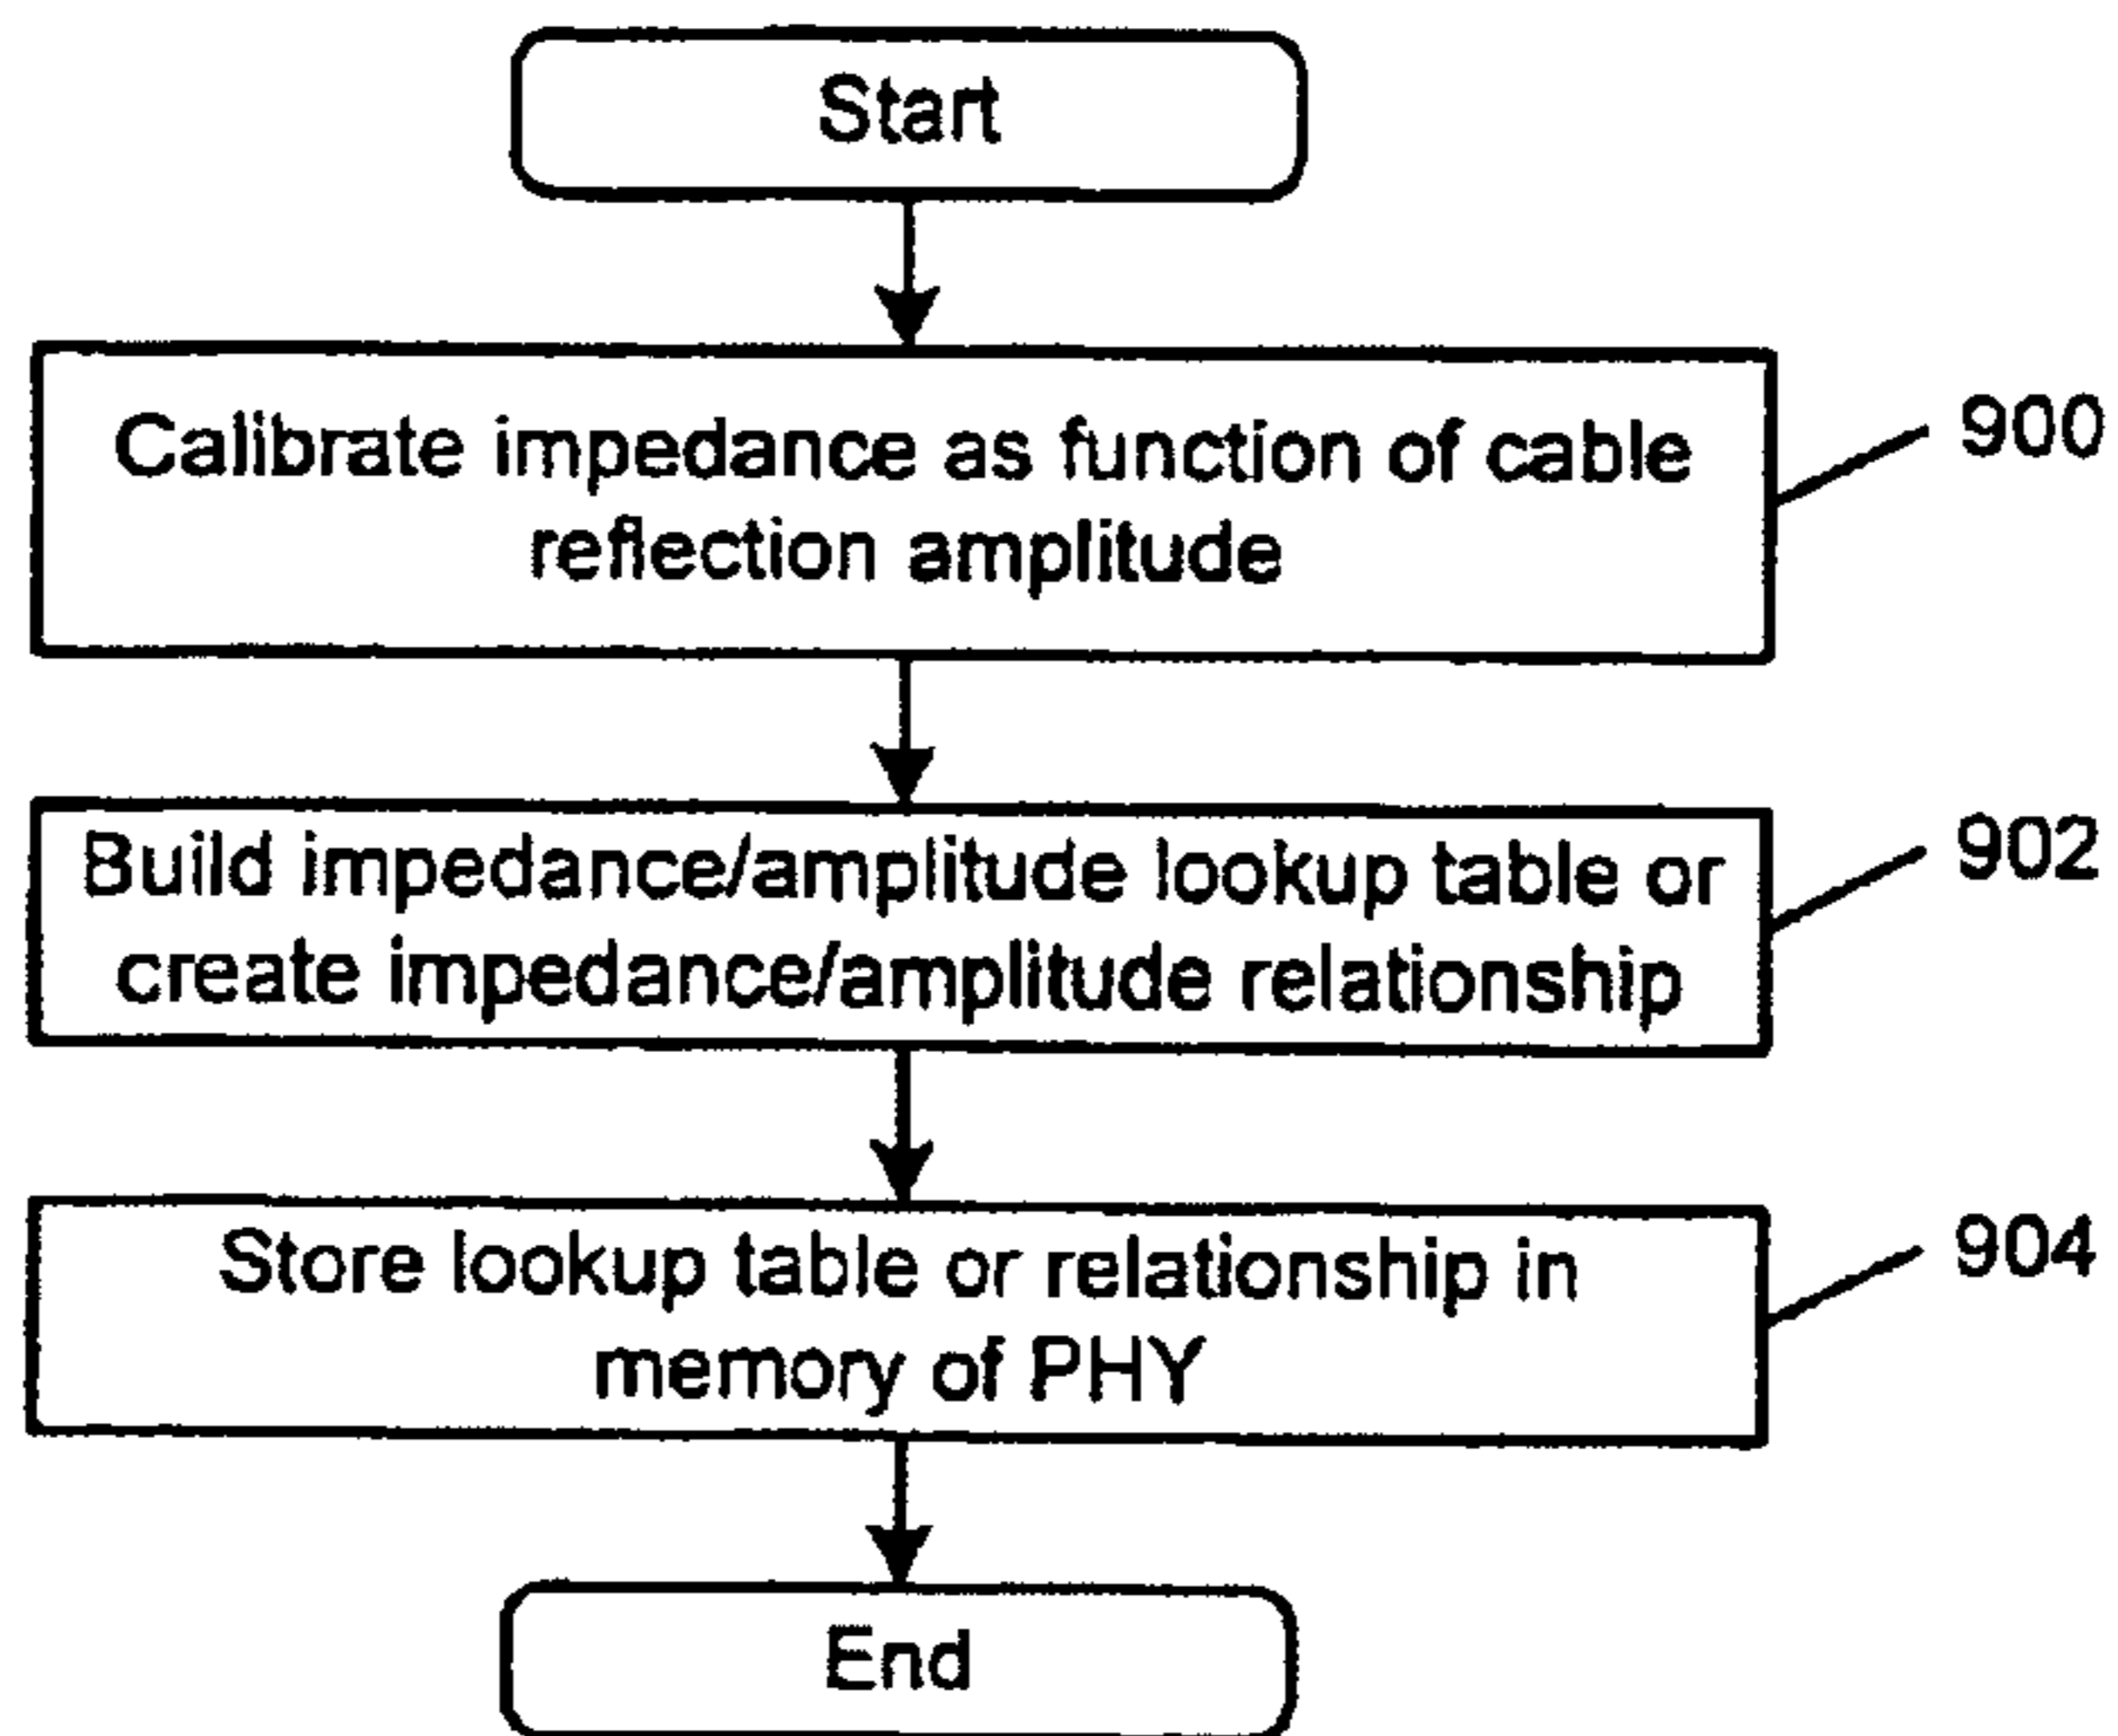 Start
Calibrate impedance as function of cable
reflection amplitude
900
Build impedance/amplitude lookup table or
create impedance/amplitude relationship
902
Store lookup table or relationship in
memory of PHY
904
End